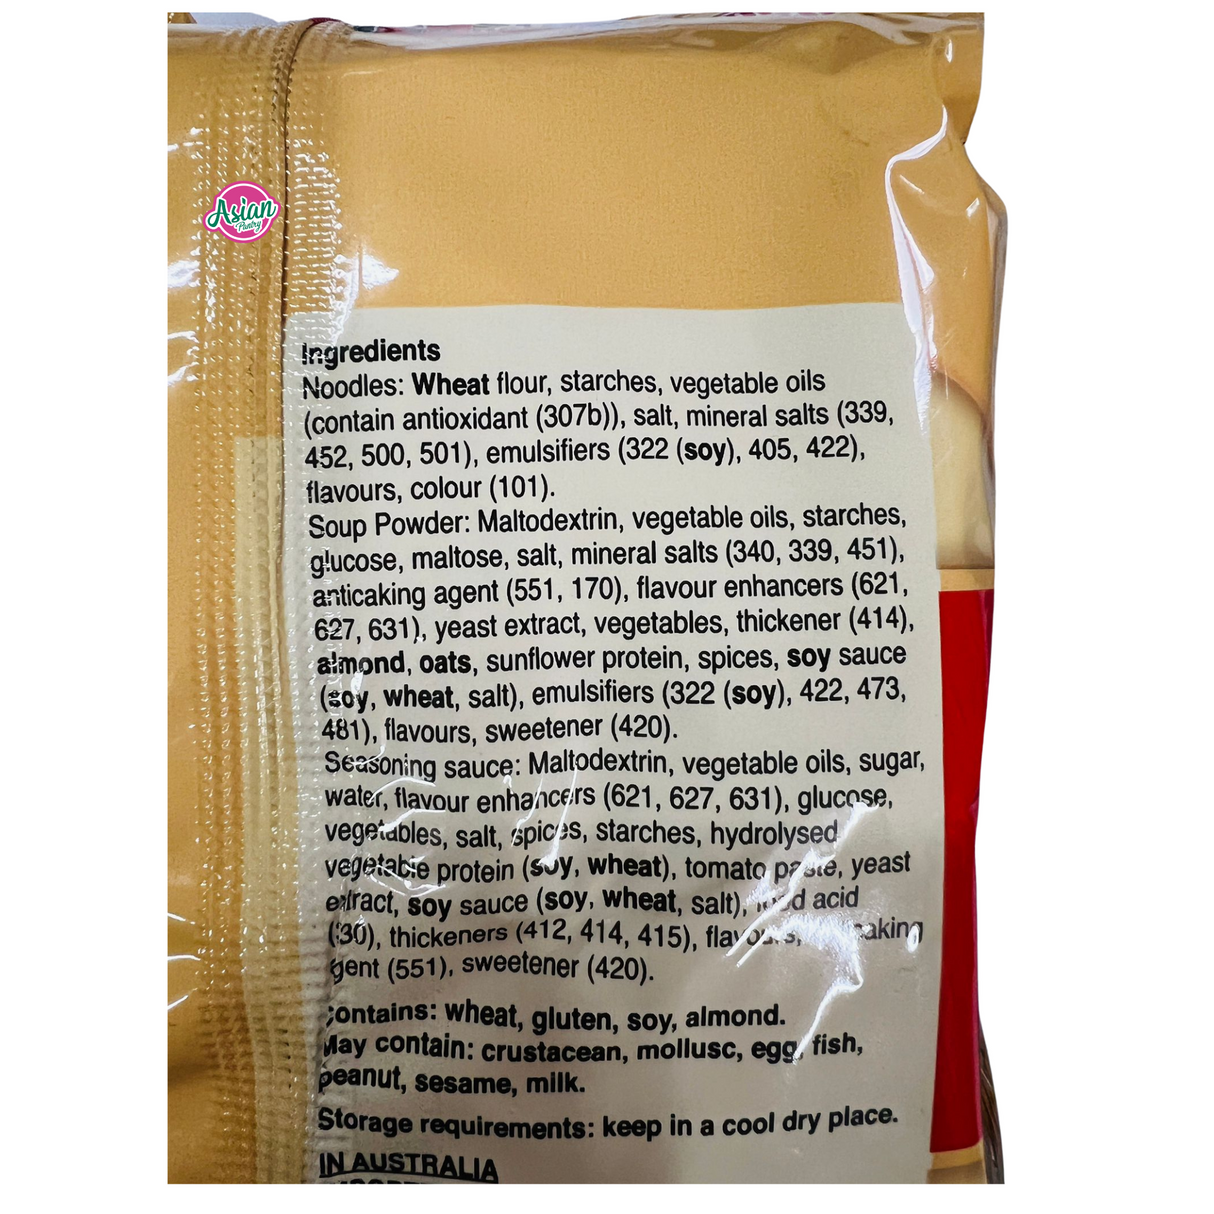 Asian
Pantry
Ingredients
Noodles: Wheat flour, starches, vegetable oils
(contain antioxidant (307b)), salt, mineral salts (339,
452, 500, 501), emulsifiers (322 (soy), 405, 422),
flavours, colour (101).
Soup Powder: Maltodextrin, vegetable oils, starches,
glucose, maltose, salt, mineral salts (340, 339, 451),
anticaking agent (551, 170), flavour enhancers (621,
627, 631), yeast extract, vegetables, thickener (414),
almond, oats, sunflower protein, spices, soy sauce
(soy, wheat, salt), emulsifiers (322 (soy), 422, 473,
481), flavours, sweetener (420).
Seasoning sauce: Maltodextrin, vegetable oils, sugar,
water, flavour enhancers (621, 627, 631), glucose,
vegetables, salt, spices, starches, hydrolysed
vegetable protein (soy, wheat), tomato paste, yeast
extract, soy sauce (soy, wheat, salt), food acid
(330), thickeners (412, 414, 415), flavours, anticaking
agent (551), sweetener (420).
Contains: wheat, gluten, soy, almond.
May contain: crustacean, mollusc, egg, fish,
peanut, sesame, milk.
Storage requirements: keep in a cool dry place.
IN AUSTRALIA